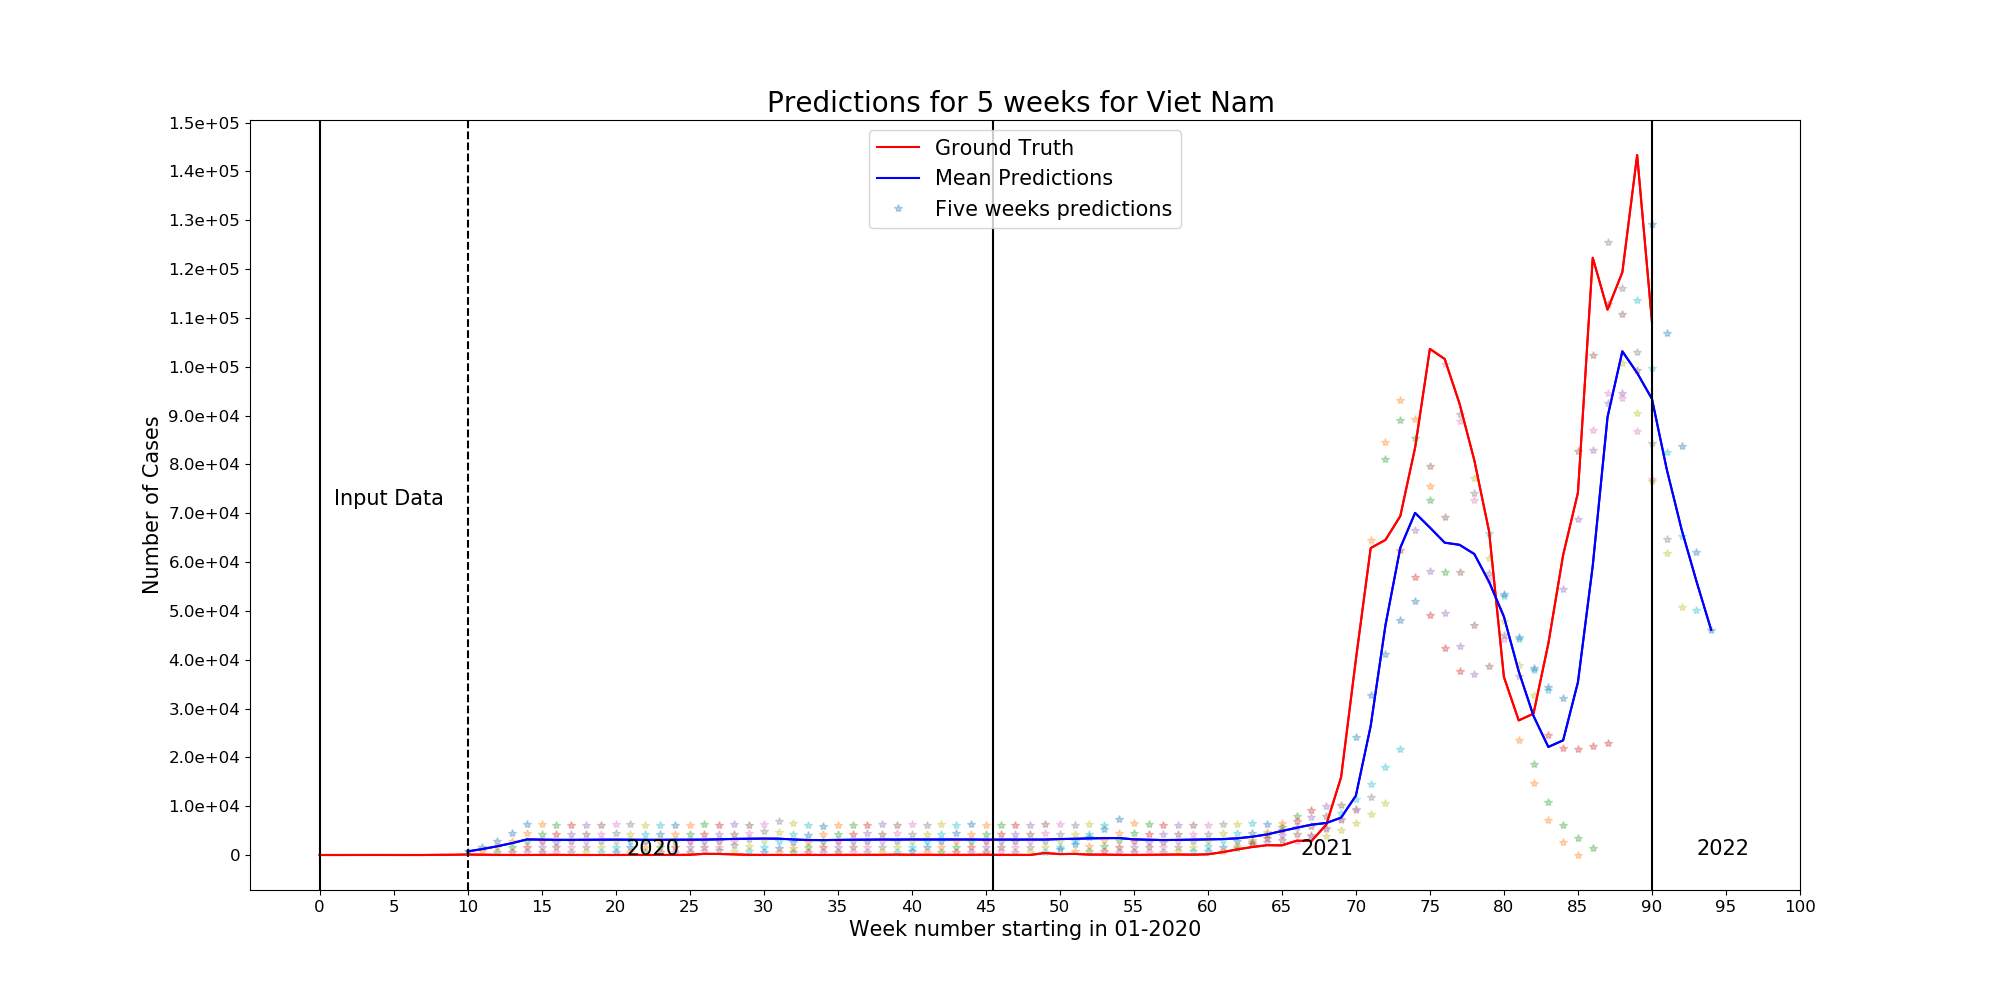 Predictions for 5 weeks for Viet Nam
1.5e+05
1.4e+05
1.3e+05
1.2e+05
1.1e+05
1.0e+05
9.0e+04
8.0e+04
7.0e+04
6.0e+04
5.0e+04
4.0e+04
3.0e+04
2.0e+04
1.0e+04
0
Number of Cases
Ground Truth
Mean Predictions
Five weeks predictions
Input Data
2020
2021
2022
0 5 10 15 20 25 30 35 40 45 50 55 60 65 70 75 80 85 90 95 100
Week number starting in 01-2020